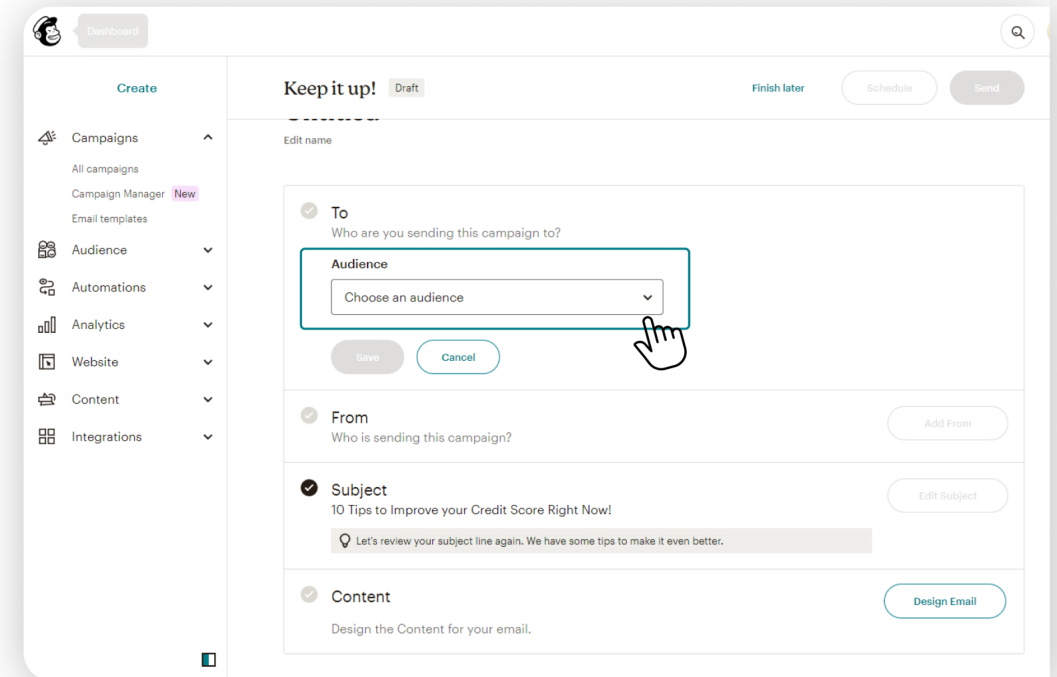 Dashboard
Create
Keep it up!
Draft
Finish later
Schedule
Send
Untitled
Edit name
Campaigns
All campaigns
Campaign Manager New
Email templates
Audience
Automations
Analytics
Website
Content
Integrations
To
Who are you sending this campaign to?
Audience
Choose an audience
Save
Cancel
From
Who is sending this campaign?
Add From
Subject
10 Tips to Improve your Credit Score Right Now!
Edit Subject
Let's review your subject line again. We have some tips to make it even better.
Content
Design the Content for your email.
Design Email